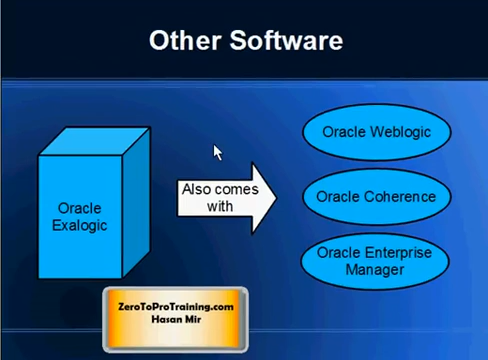 Other Software
Oracle
Exalogic
Also comes
with
Oracle Weblogic
Oracle Coherence
Oracle Enterprise
Manager
ZeroToProTraining.com
Hasan Mir